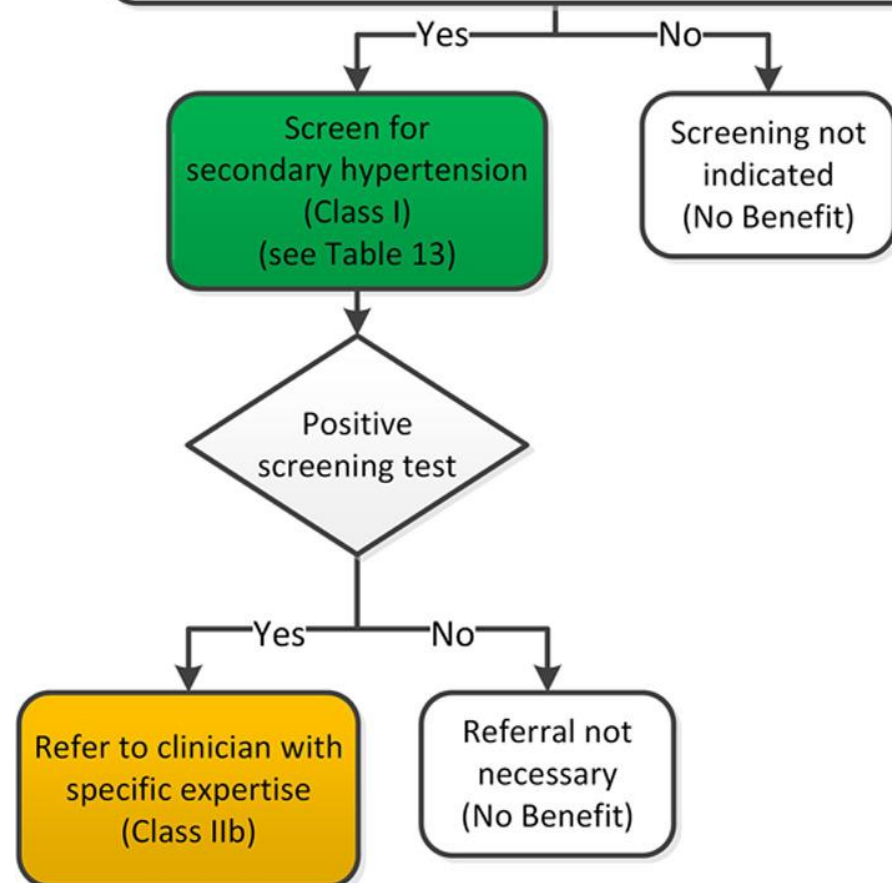 Yes
No
Screen for
secondary hypertension
(Class I)
(see Table 13)
Screening not
indicated
(No Benefit)
Positive
screening test
Yes
No
Refer to clinician with
specific expertise
(Class IIb)
Referral not
necessary
(No Benefit)